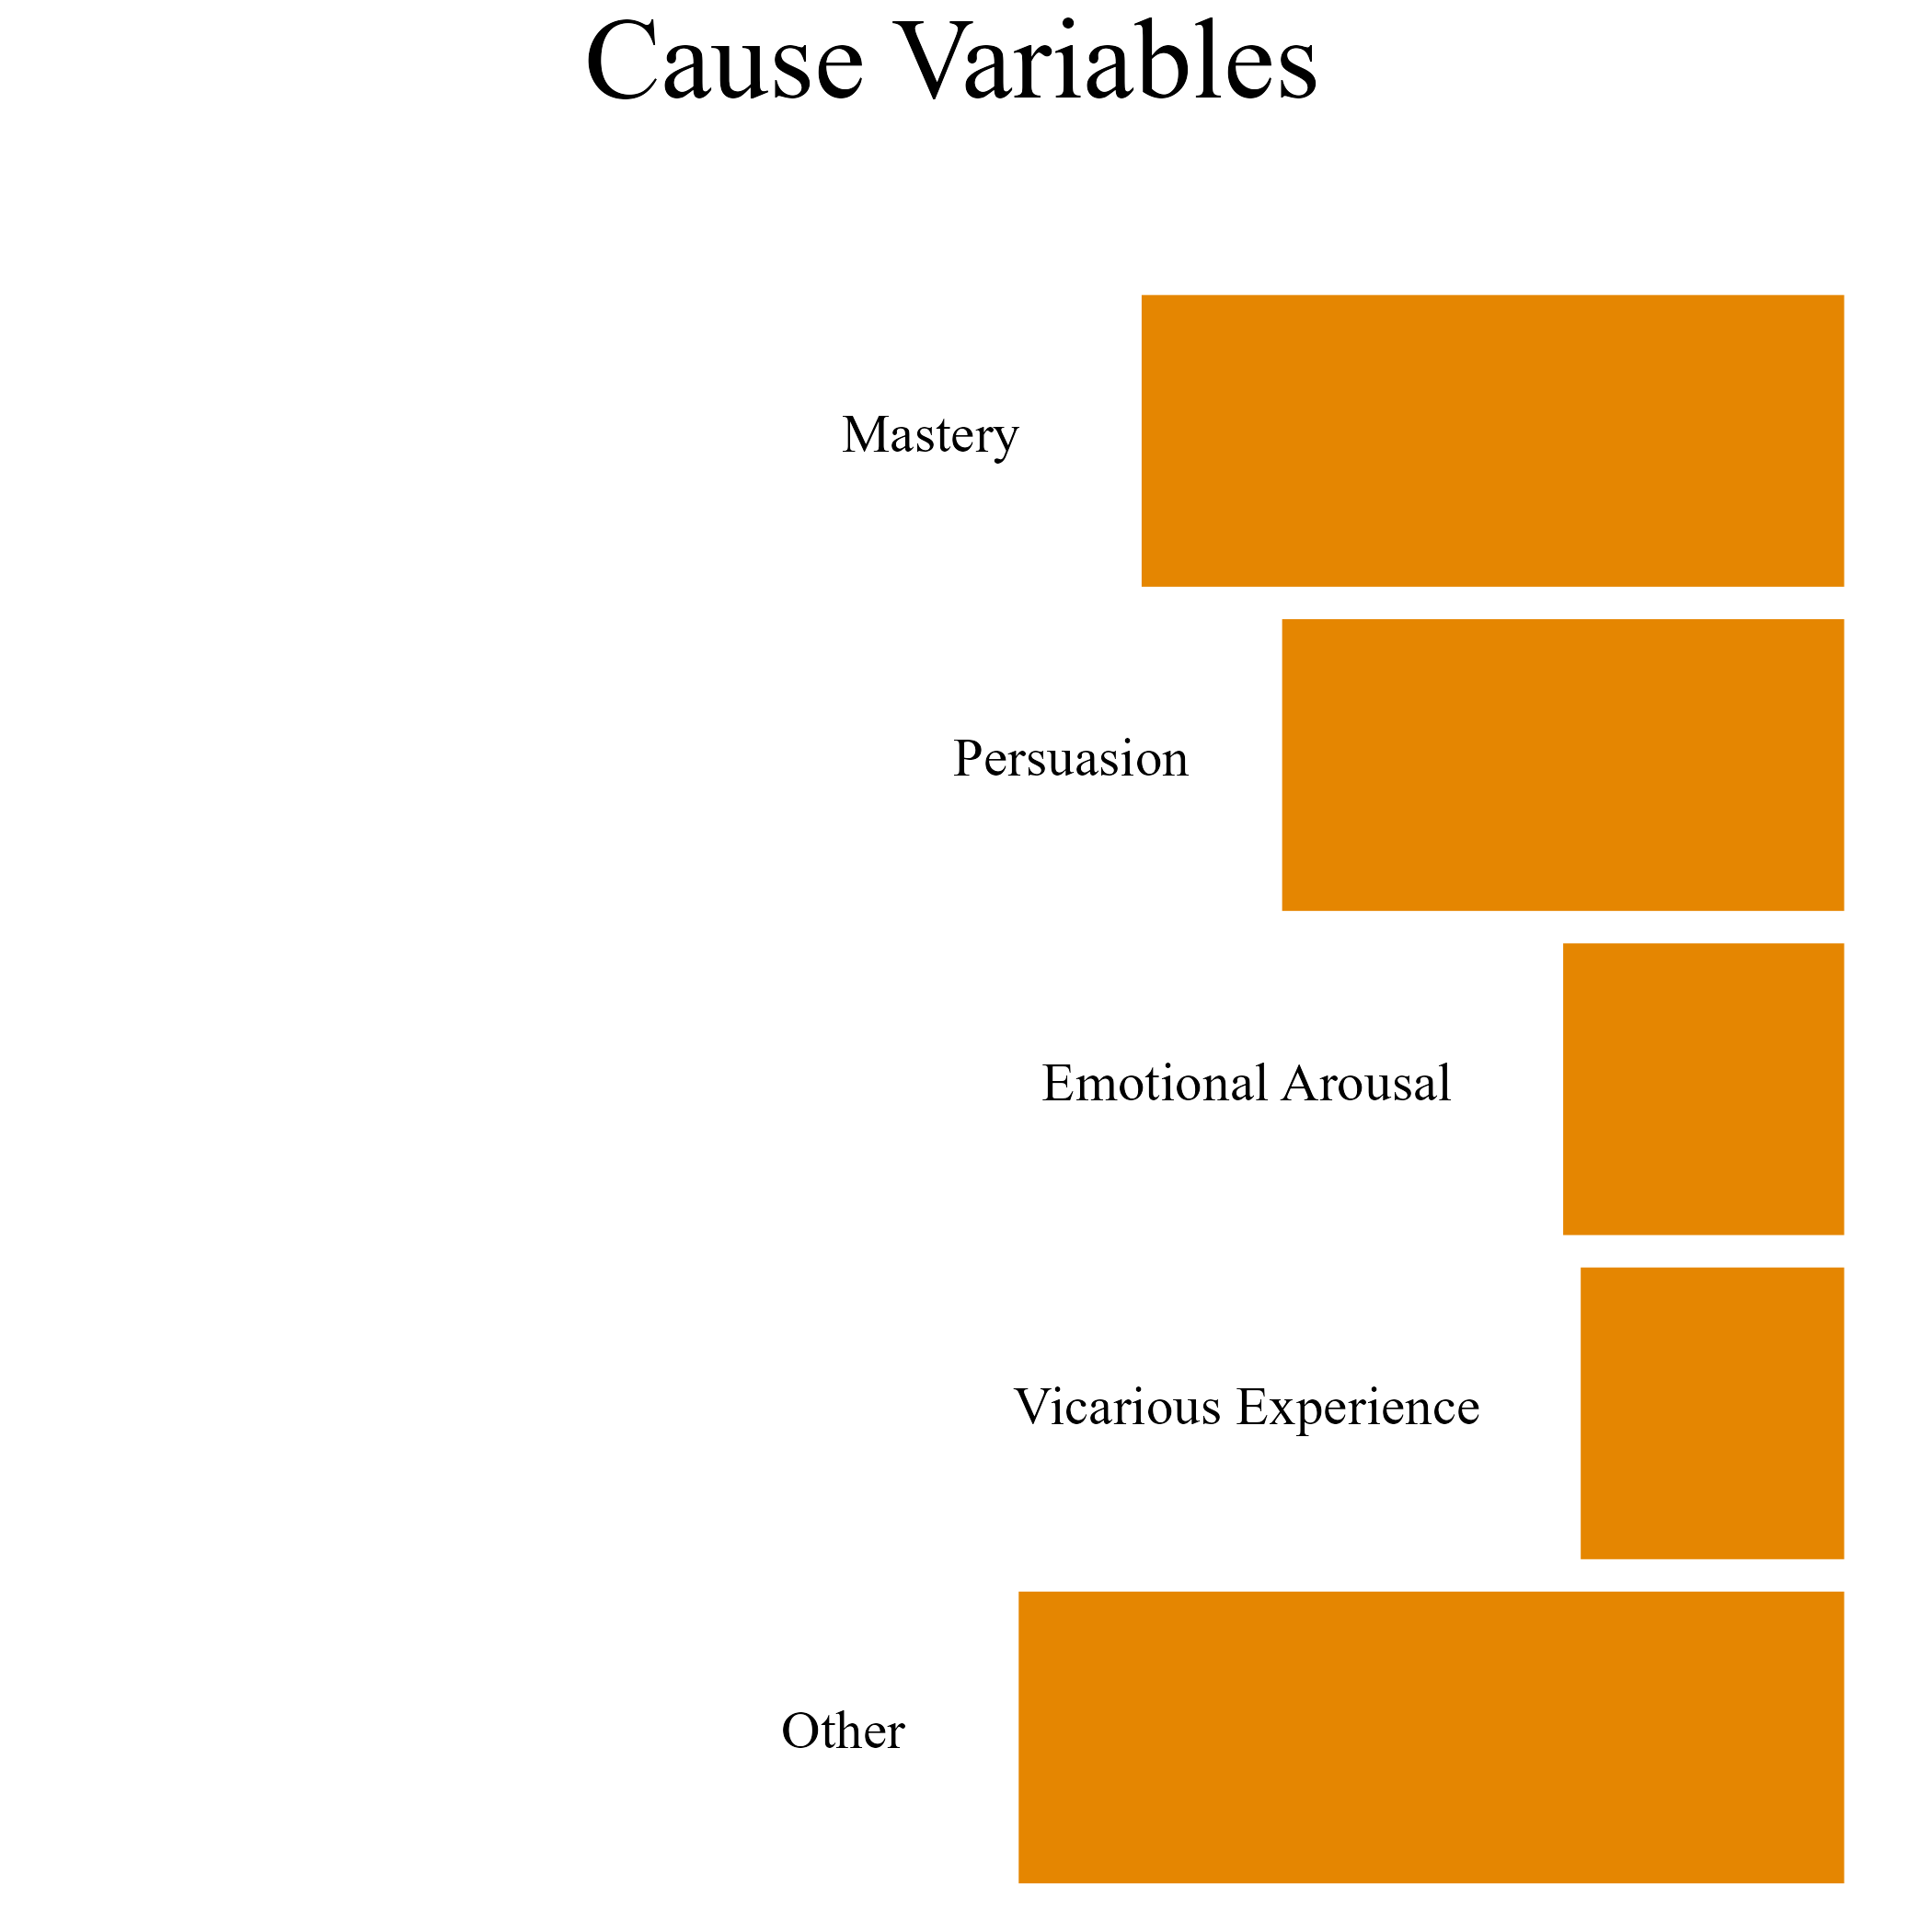 Cause Variables
Mastery
Persuasion
Emotional Arousal
Vicarious Experience
Other